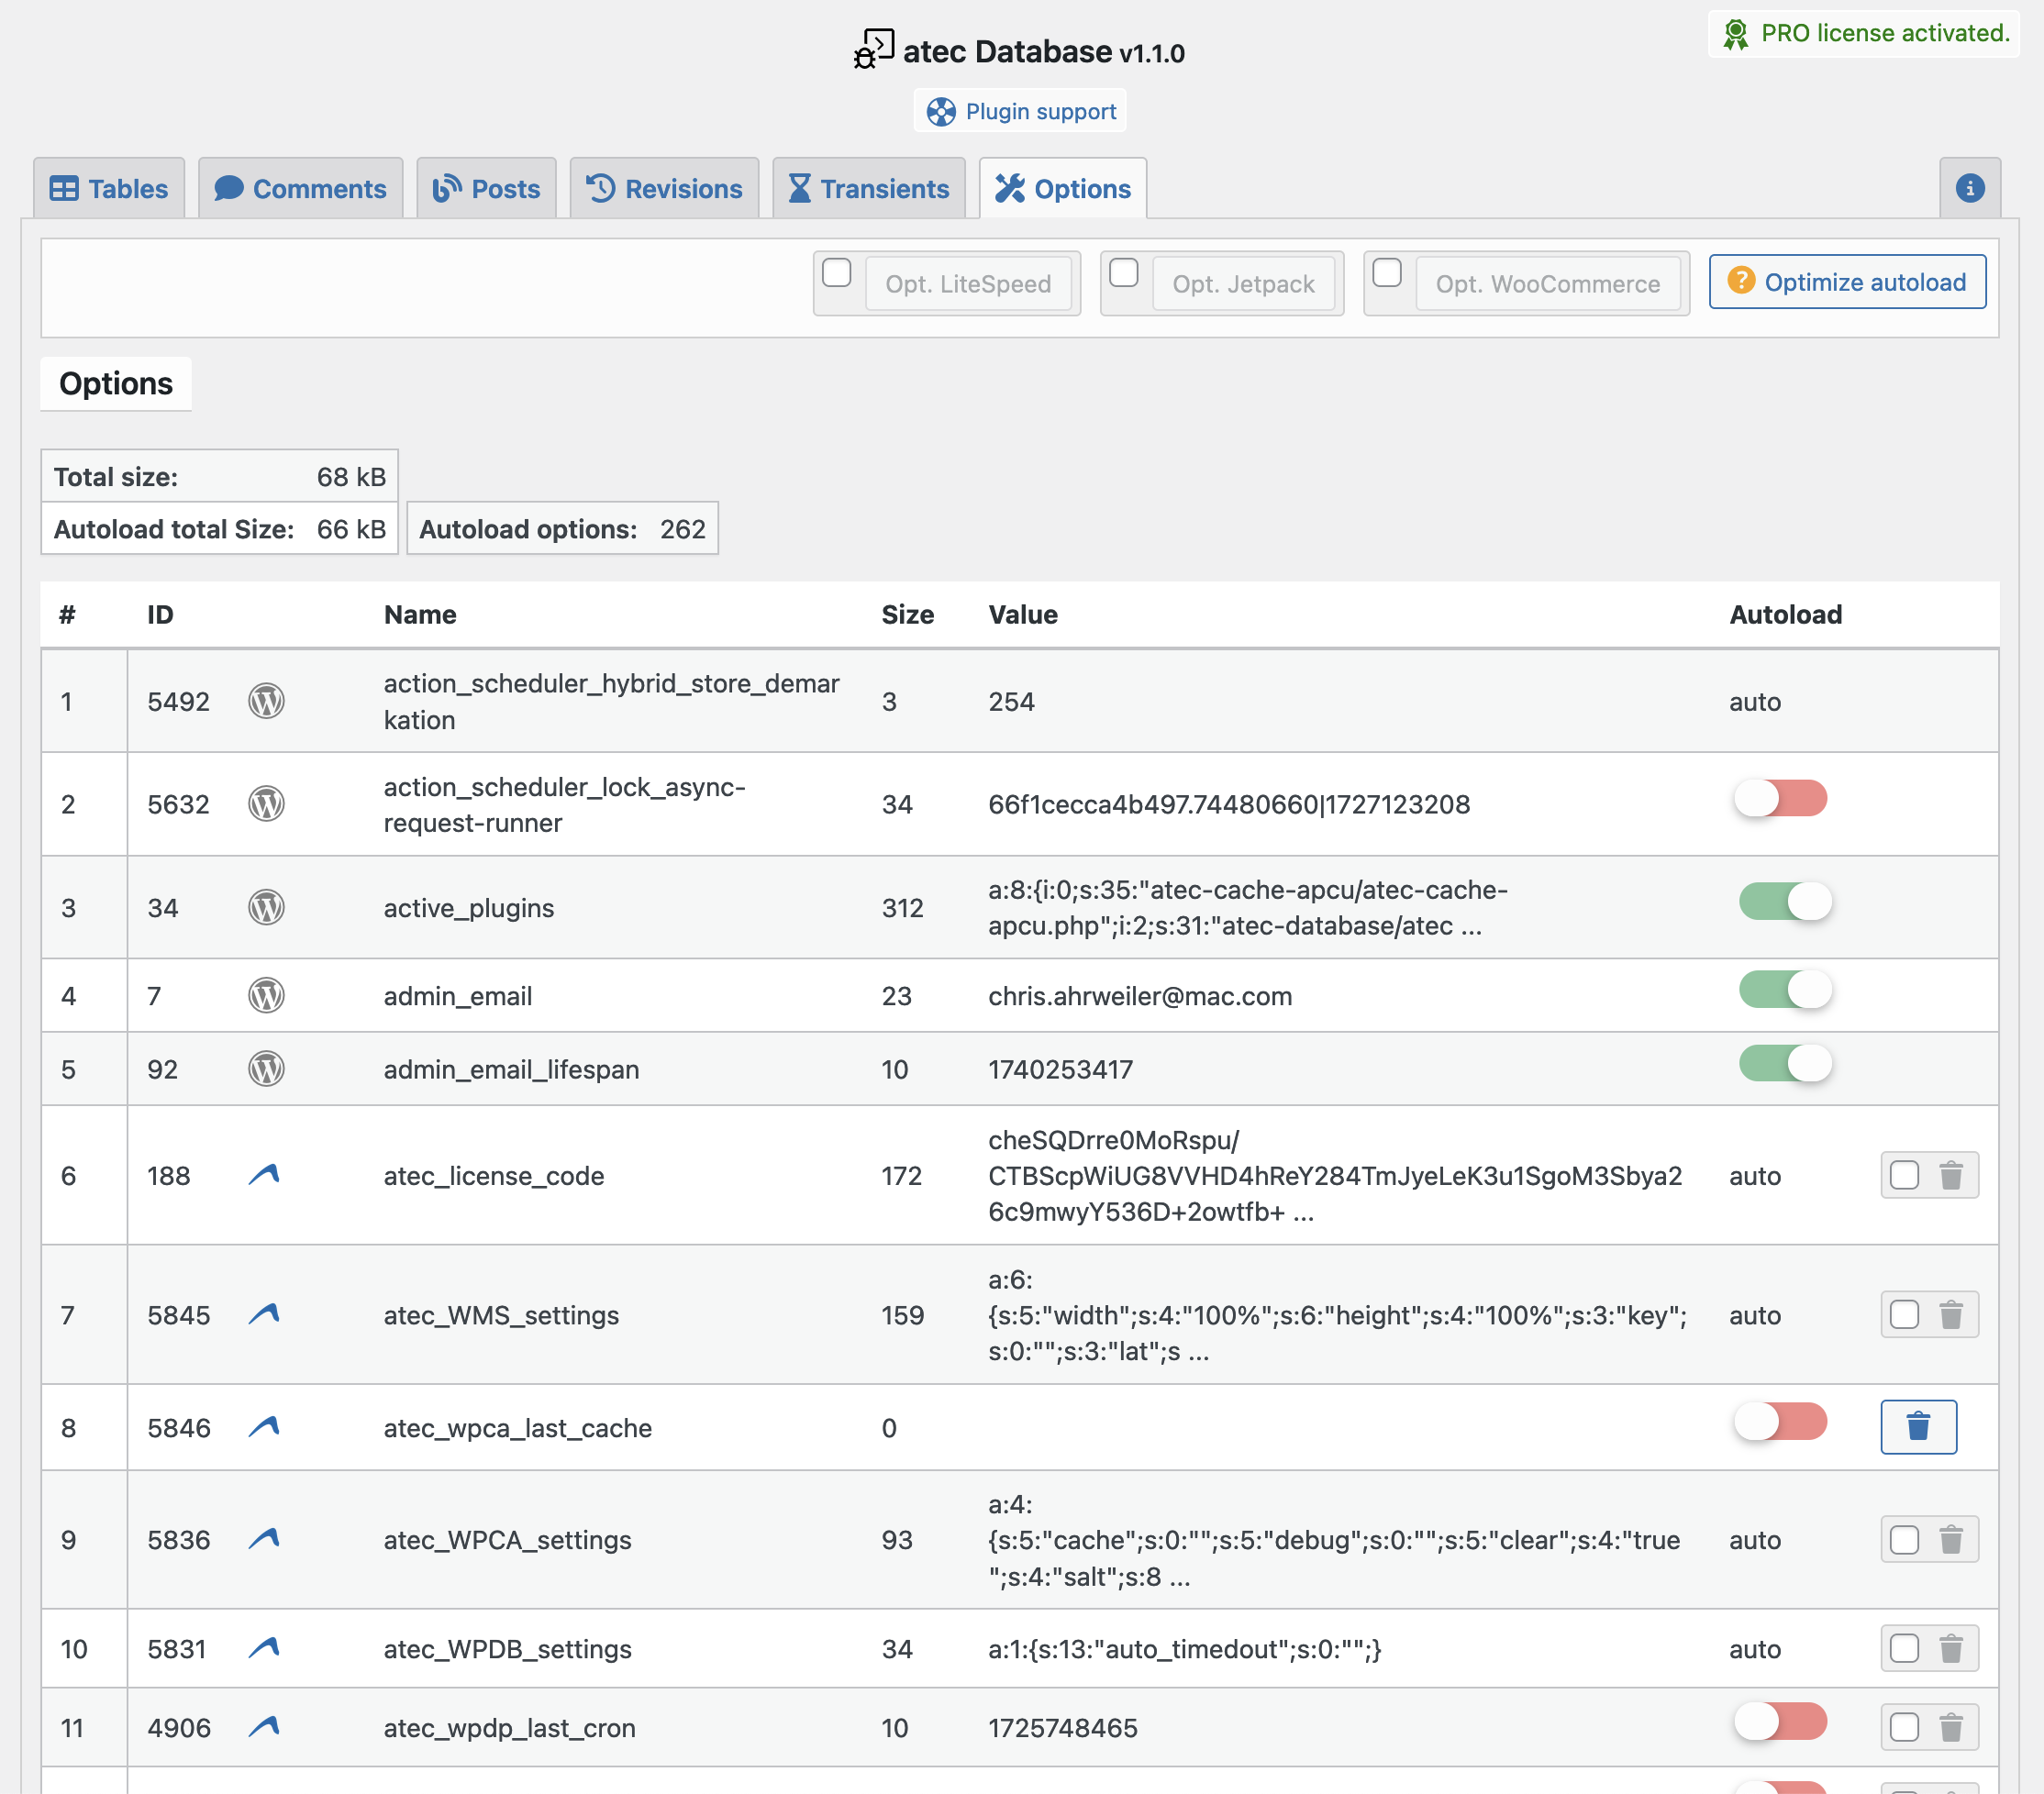 PRO license activated.
atec Database v1.1.0
Plugin support
Tables Comments Posts Revisions Transients Options
Opt. LiteSpeed Opt. Jetpack Opt. WooCommerce Optimize autoload
Options
Total size: 68 kB
Autoload total Size: 66 kB Autoload options: 262
# ID Name Size Value Autoload
1 5492 action_scheduler_hybrid_store_demar
kation 3 254 auto
2 5632 action_scheduler_lock_async-
request-runner 34 66f1cecca4b497.74480660|1727123208
3 34 active_plugins 312 a:8:{i:0;s:35:"atec-cache-apcu/atec-cache-
apcu.php";i:2;s:31:"atec-database/atec ...
4 7 admin_email 23 chris.ahrweiler@mac.com
5 92 admin_email_lifespan 10 1740253417
6 188 atec_license_code 172 cheSQDrre0MoRspu/
CTBScpWiUG8VVHD4hReY284TmJyeLeK3u1SgoM3Sbya2
6c9mwyY536D+2owtfb+ ... auto
7 5845 atec_WMS_settings 159 a:6:
{s:5:"width";s:4:"100%";s:6:"height";s:4:"100%";s:3:"key";
s:0:"";s:3:"lat";s ... auto
8 5846 atec_wpca_last_cache 0
9 5836 atec_WPCA_settings 93 a:4:
{s:5:"cache";s:0:"";s:5:"debug";s:0:"";s:5:"clear";s:4:"true
";s:4:"salt";s:8 ... auto
10 5831 atec_WPDB_settings 34 a:1:{s:13:"auto_timedout";s:0:"";} auto
11 4906 atec_wpdp_last_cron 10 1725748465